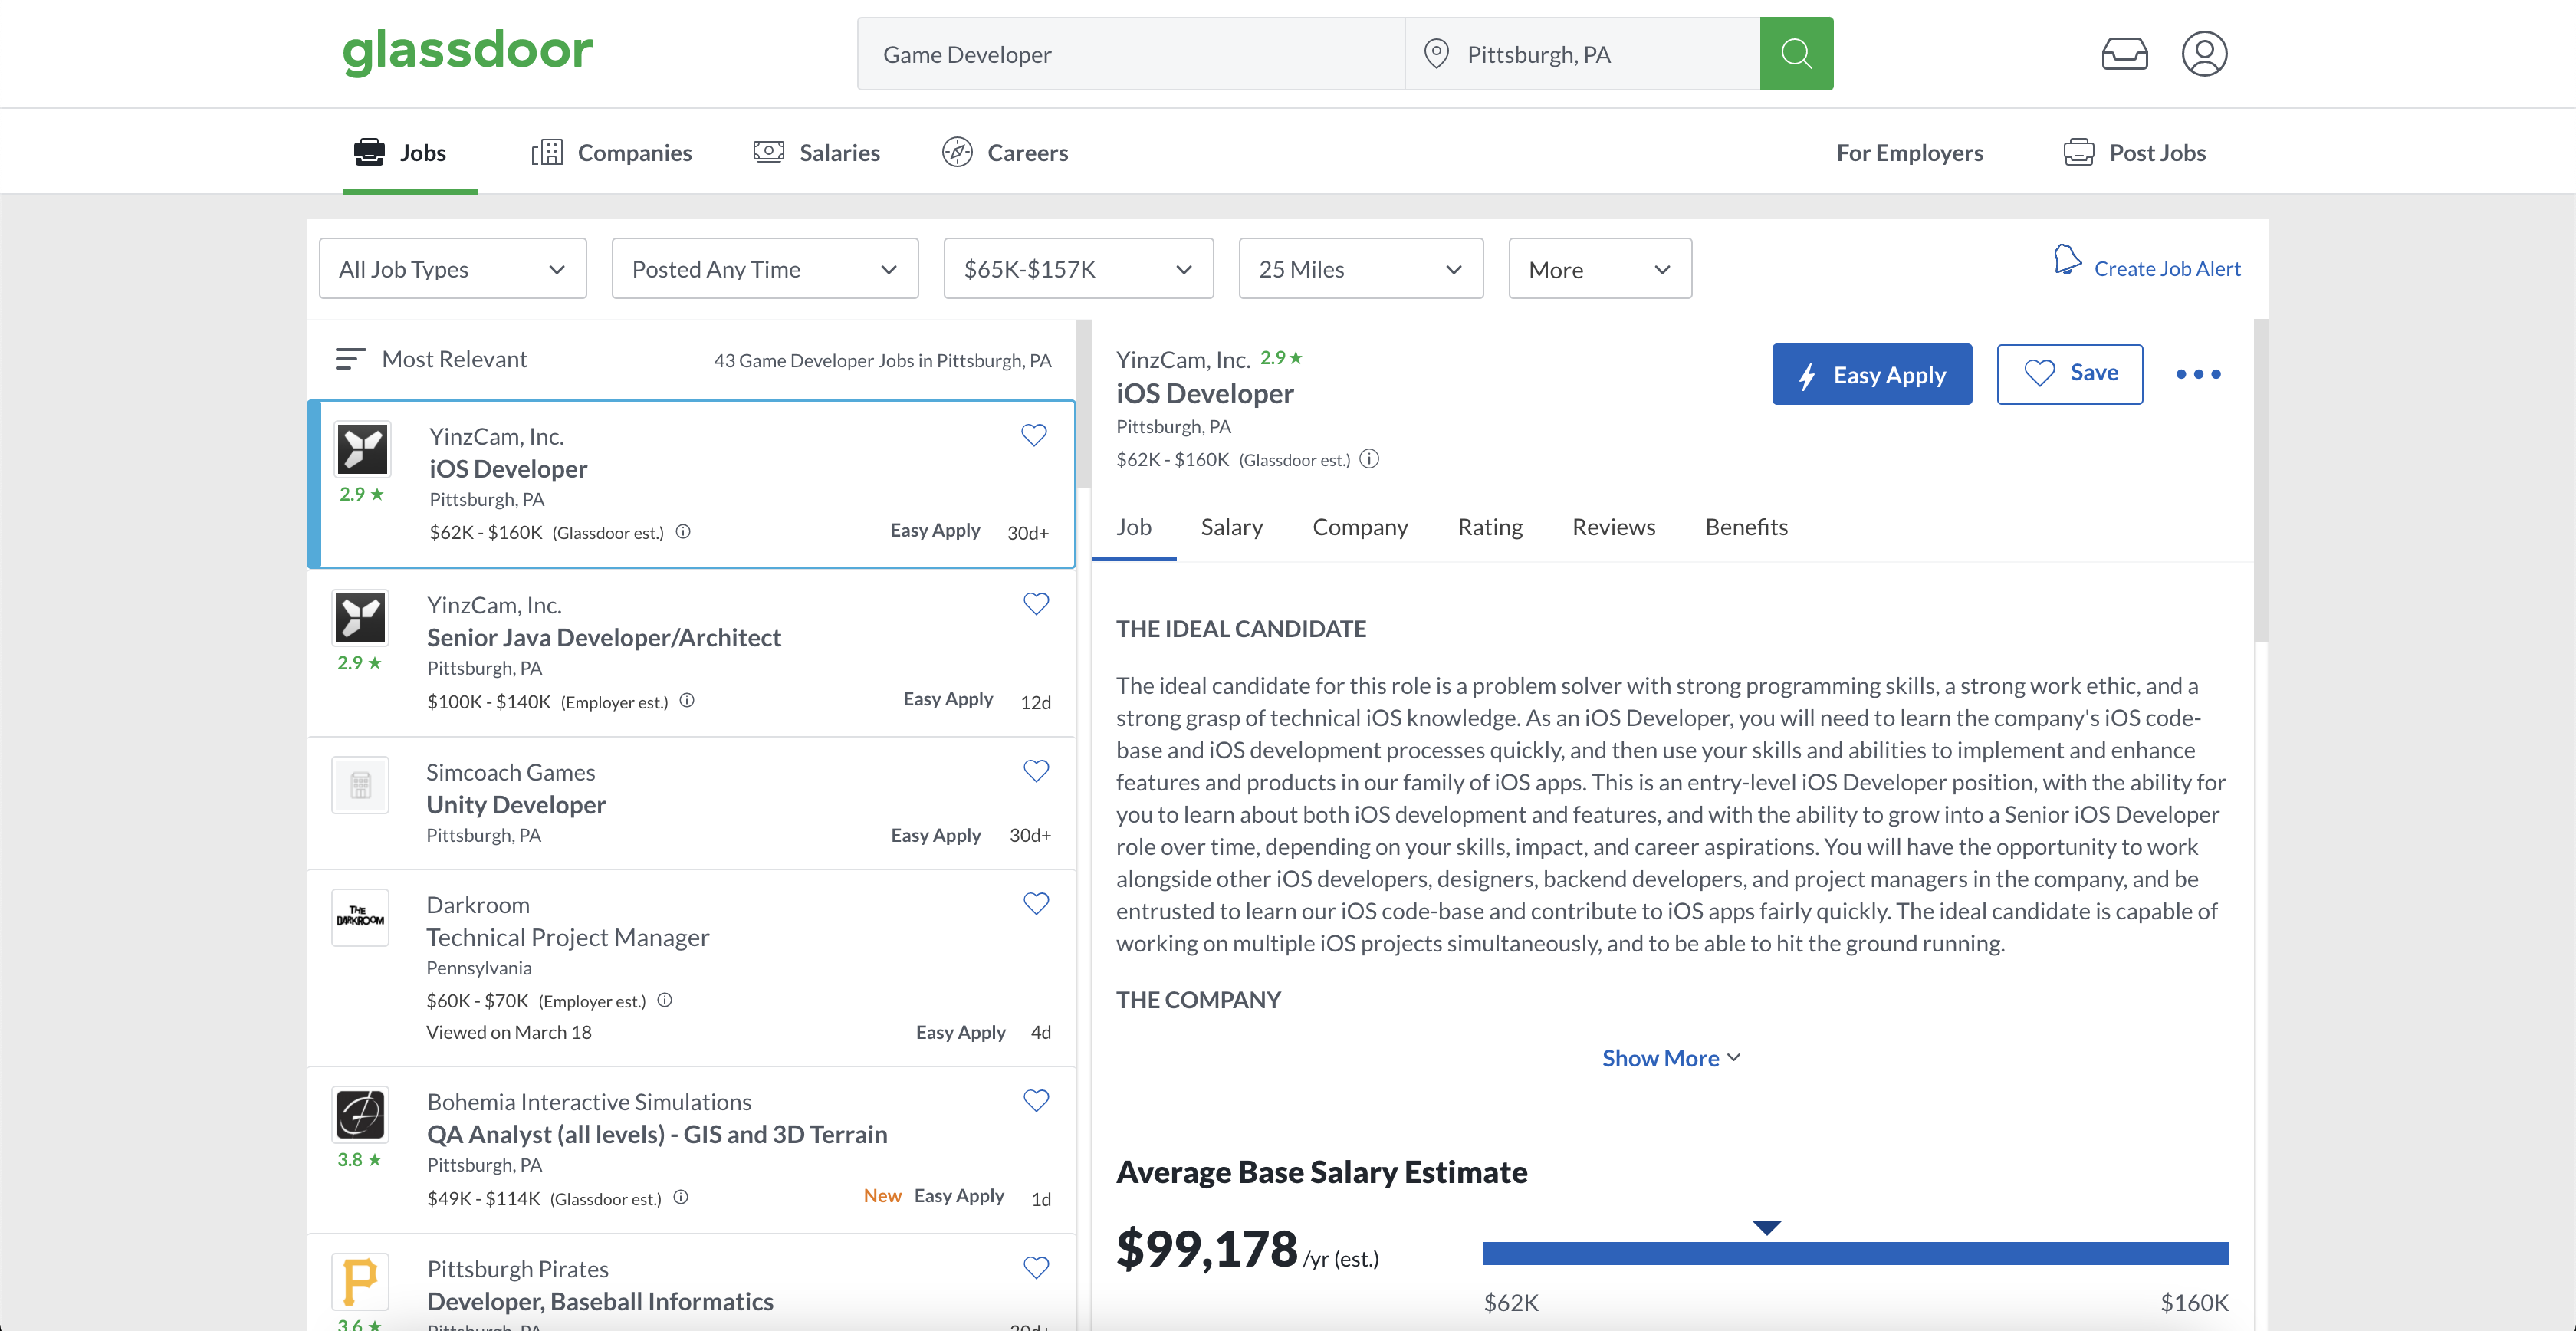 glassdoor
Game Developer
Pittsburgh, PA
Jobs
Companies
Salaries
Careers
For Employers
Post Jobs
All Job Types
Posted Any Time
$65K-$157K
25 Miles
More
Create Job Alert
Most Relevant
43 Game Developer Jobs in Pittsburgh, PA
YinzCam, Inc.
iOS Developer
2.9 ★
Pittsburgh, PA
$62K - $160K (Glassdoor est.)
Easy Apply 30d+
YinzCam, Inc.
Senior Java Developer/Architect
2.9 ★
Pittsburgh, PA
$100K - $140K (Employer est.)
Easy Apply 12d
Simcoach Games
Unity Developer
Pittsburgh, PA
Easy Apply 30d+
THE
DARKROOM
Darkroom
Technical Project Manager
Pennsylvania
$60K - $70K (Employer est.)
Viewed on March 18
Easy Apply 4d
Bohemia Interactive Simulations
QA Analyst (all levels) - GIS and 3D Terrain
3.8 ★
Pittsburgh, PA
$49K - $114K (Glassdoor est.)
New Easy Apply 1d
P
Pittsburgh Pirates
Developer, Baseball Informatics
3.6 ★
Pittsburgh, PA
30d+
YinzCam, Inc. 2.9 ★
iOS Developer
Pittsburgh, PA
$62K - $160K (Glassdoor est.)
Easy Apply
Save
Job
Salary
Company
Rating
Reviews
Benefits
THE IDEAL CANDIDATE
The ideal candidate for this role is a problem solver with strong programming skills, a strong work ethic, and a
strong grasp of technical iOS knowledge. As an iOS Developer, you will need to learn the company's iOS code-
base and iOS development processes quickly, and then use your skills and abilities to implement and enhance
features and products in our family of iOS apps. This is an entry-level iOS Developer position, with the ability for
you to learn about both iOS development and features, and with the ability to grow into a Senior iOS Developer
role over time, depending on your skills, impact, and career aspirations. You will have the opportunity to work
alongside other iOS developers, designers, backend developers, and project managers in the company, and be
entrusted to learn our iOS code-base and contribute to iOS apps fairly quickly. The ideal candidate is capable of
working on multiple iOS projects simultaneously, and to be able to hit the ground running.
THE COMPANY
Show More
Average Base Salary Estimate
$99,178 /yr (est.)
$62K
$160K